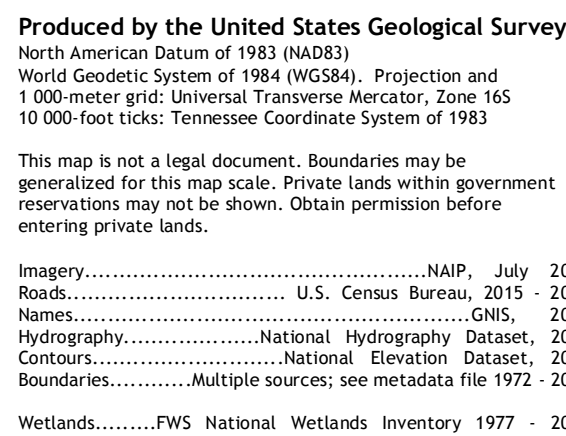 Produced by the United States Geological Survey
North American Datum of 1983 (NAD83)
World Geodetic System of 1984 (WGS84).  Projection and
1 000-meter grid: Universal Transverse Mercator, Zone 16S
10 000-foot ticks: Tennessee Coordinate System of 1983
This map is not a legal document. Boundaries may be
generalized for this map scale. Private lands within government
reservations may not be shown. Obtain permission before
entering private lands.
Imagery..................................................NAIP, July 20
Roads................................ U.S. Census Bureau, 2015 - 20
Names..........................................................GNIS, 20
Hydrography....................National Hydrography Dataset, 20
Contours............................National Elevation Dataset, 20
Boundaries............Multiple sources; see metadata file 1972 - 20
Wetlands.........FWS National Wetlands Inventory 1977 - 20